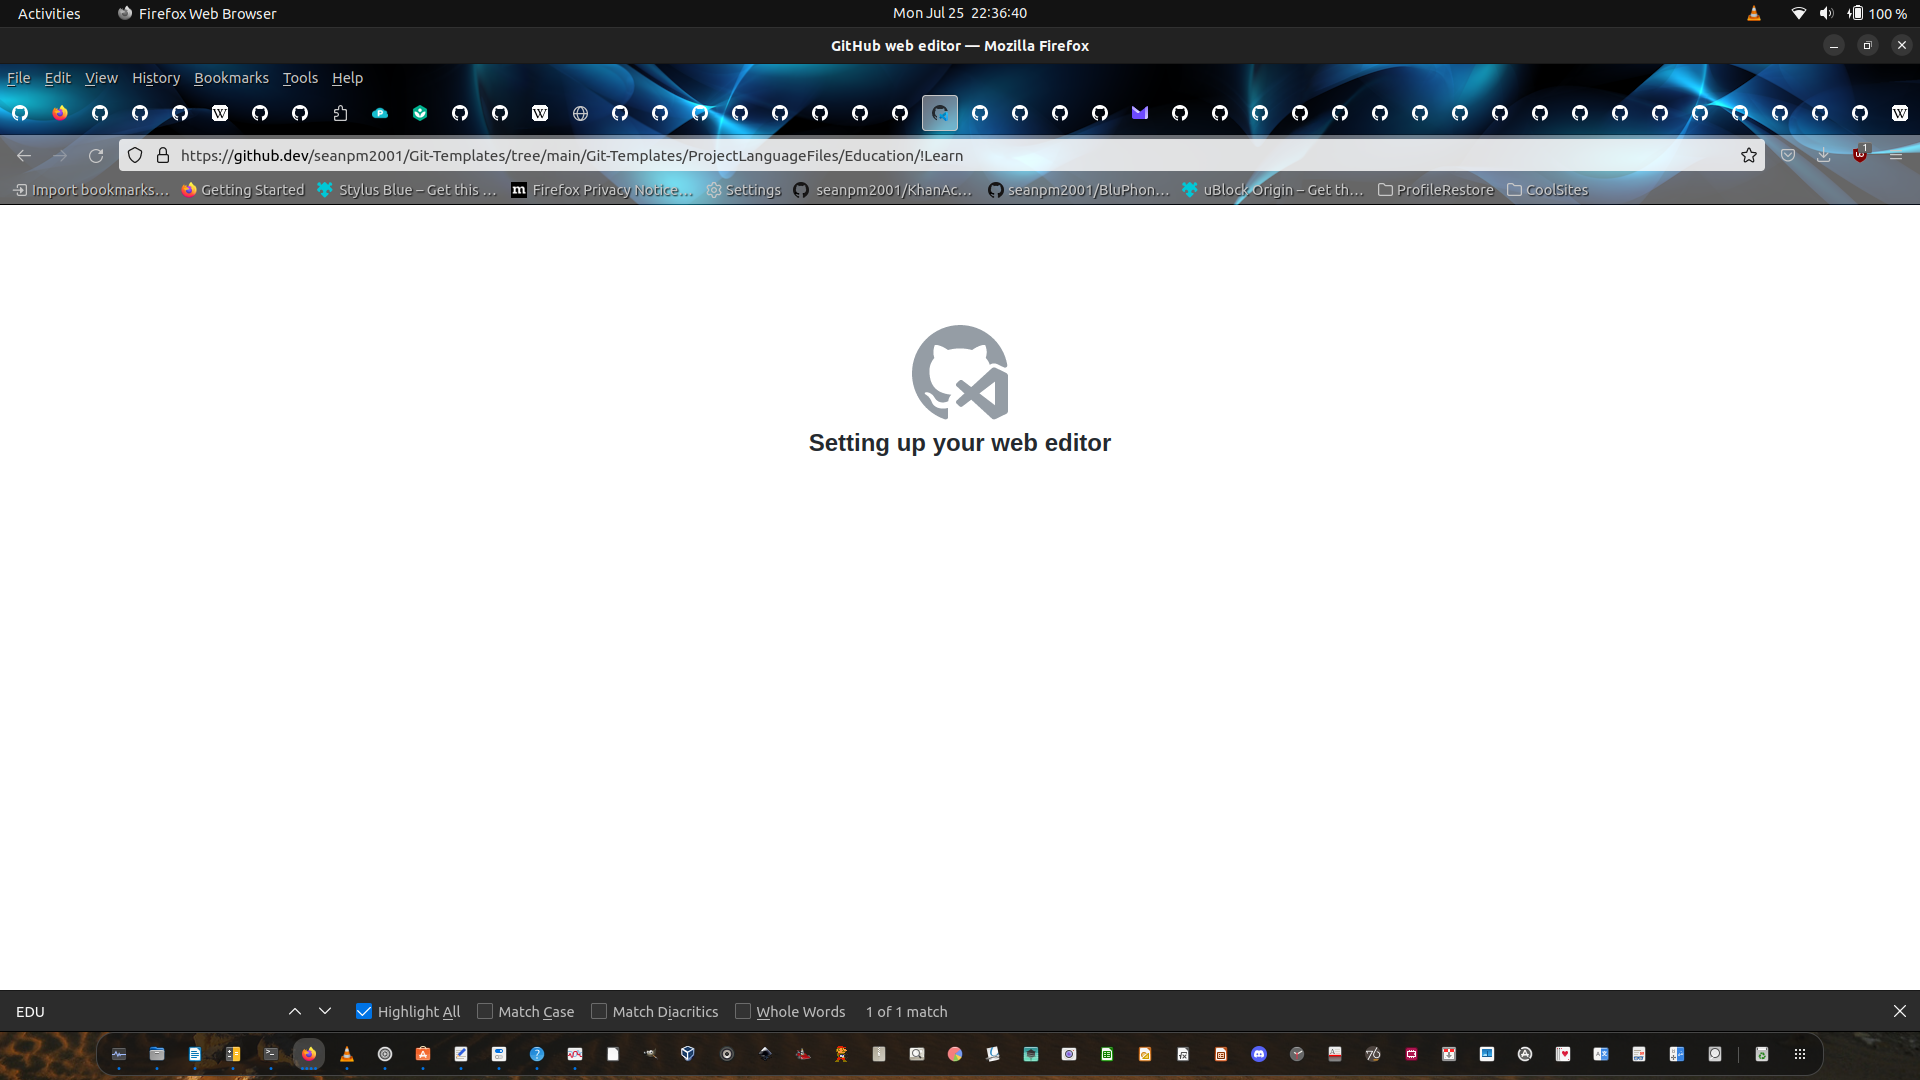 Activities Firefox Web Browser Mon Jul 25 22:36:40 100 %
GitHub web editor — Mozilla Firefox
File Edit View History Bookmarks Tools Help
https://github.dev/seanpm2001/Git-Templates/tree/main/Git-Templates/ProjectLanguageFiles/Education/!Learn 1
Import bookmarks… Getting Started Stylus Blue – Get this … Firefox Privacy Notice… Settings seanpm2001/KhanAc… seanpm2001/BluPhon… uBlock Origin – Get th… ProfileRestore CoolSites
Setting up your web editor
EDU Highlight All Match Case Match Diacritics Whole Words 1 of 1 match